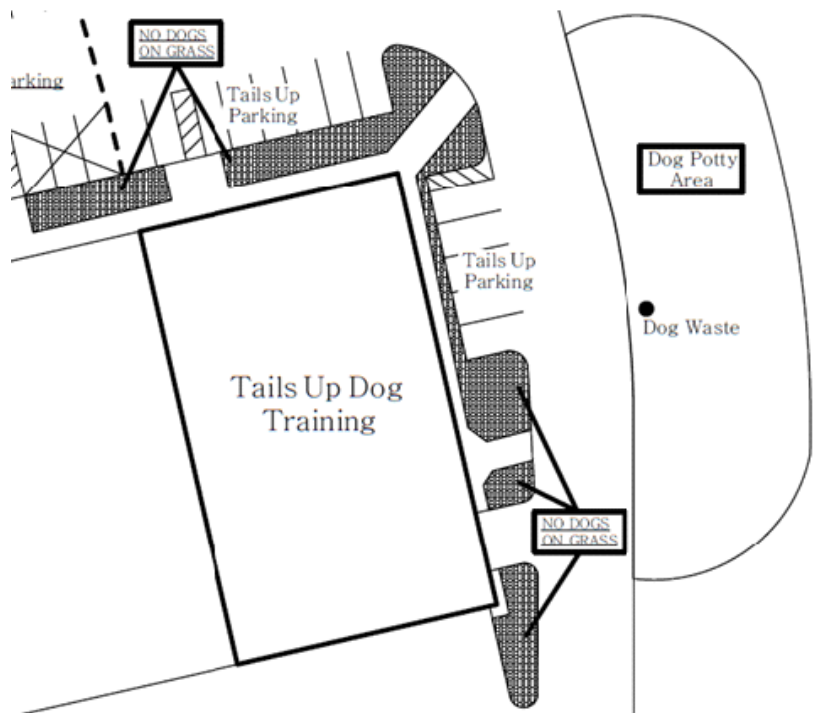 NO DOGS
ON GRASS
arking
Tails Up
Parking
Dog Potty
Area
Tails Up
Parking
Dog Waste
Tails Up Dog
Training
NO DOGS
ON GRASS